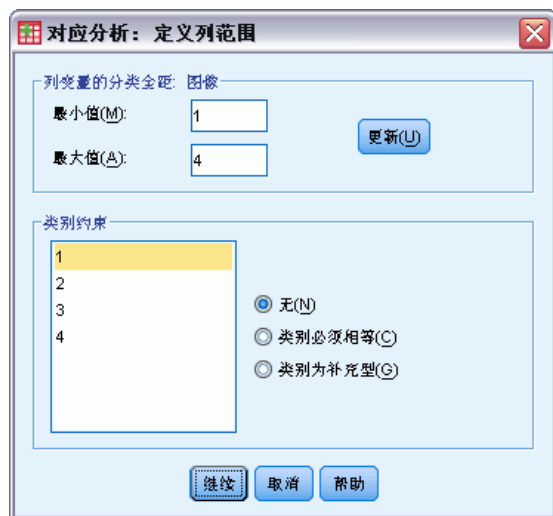 对应分析：定义列范围
列变量的分类全距: 图像
最小值(M):
1
更新(U)
最大值(A):
4
类别约束
1
2
3
4
无(N)
类别必须相等(C)
类别为补充型(G)
继续
取消
帮助